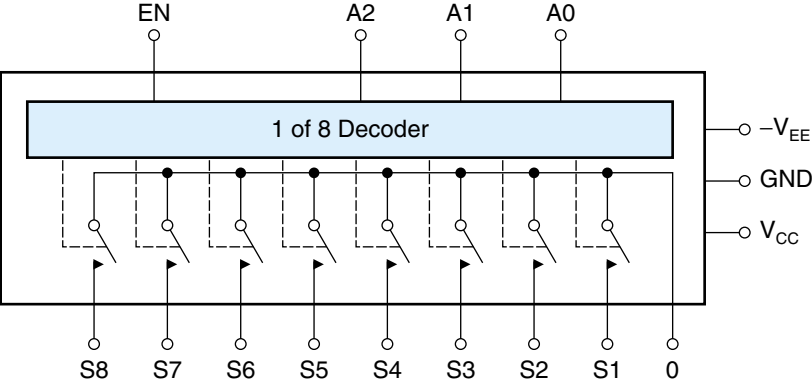 EN A2 A1 A0
1 of 8 Decoder
–VEE
GND
VCC
S8 S7 S6 S5 S4 S3 S2 S1 0